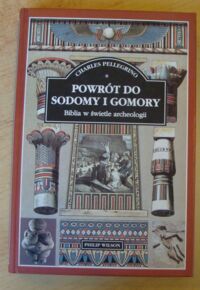 CHARLES PELLEGRINO
POWRÓT DO
SODOMY I GOMORY
Biblia w świetle archeologii
PHILIP WILSON